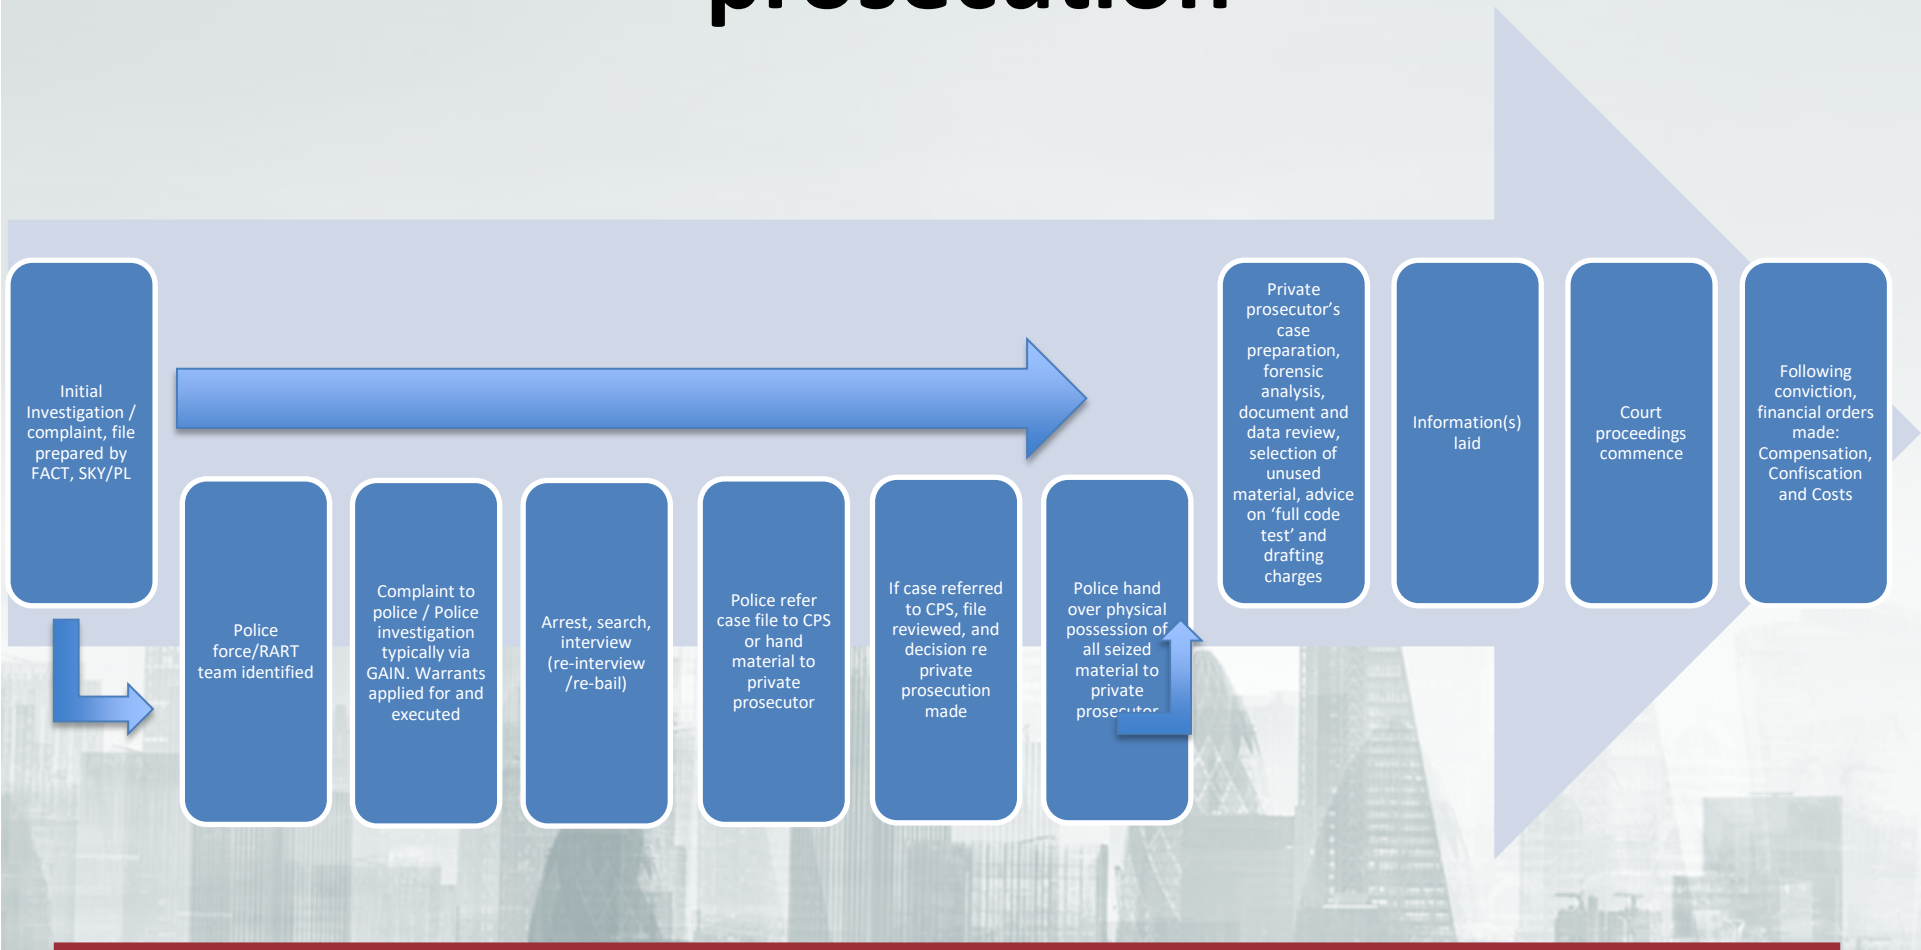 prosecution
Initial
Investigation /
complaint, file
prepared by
FACT, SKY/PL
Police
force/RART
team identified
Complaint to
police / Police
investigation
typically via
GAIN. Warrants
applied for and
executed
Arrest, search,
interview
(re-interview
/re-bail)
Police refer
case file to CPS
or hand
material to
private
prosecutor
If case referred
to CPS, file
reviewed, and
decision re
private
prosecution
made
Police hand
over physical
possession of
all seized
material to
private
prosecutor
Private
prosecutor’s
case
preparation,
forensic
analysis,
document and
data review,
selection of
unused
material, advice
on ‘full code
test’ and
drafting
charges
Information(s)
laid
Court
proceedings
commence
Following
conviction,
financial orders
made:
Compensation,
Confiscation
and Costs